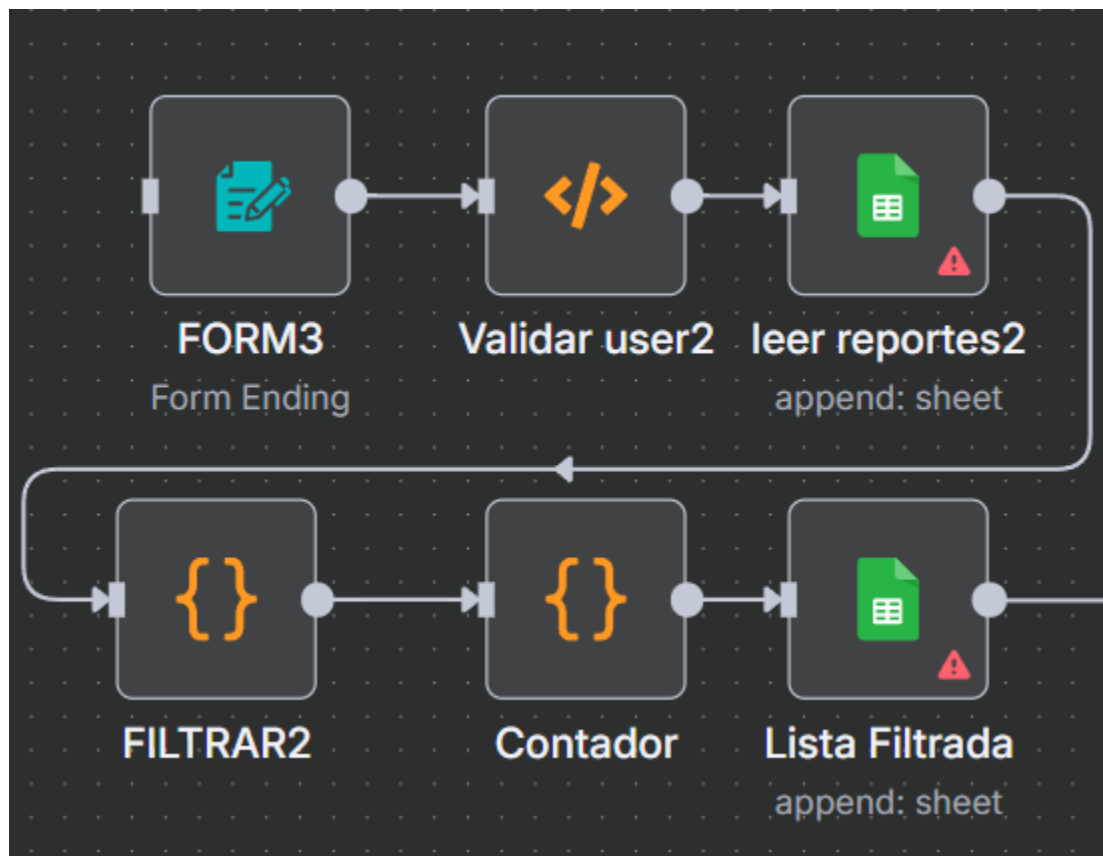 FORM3
Form Ending
Validar user2
leer reportes2
append: sheet
FILTRAR2
Contador
Lista Filtrada
append: sheet